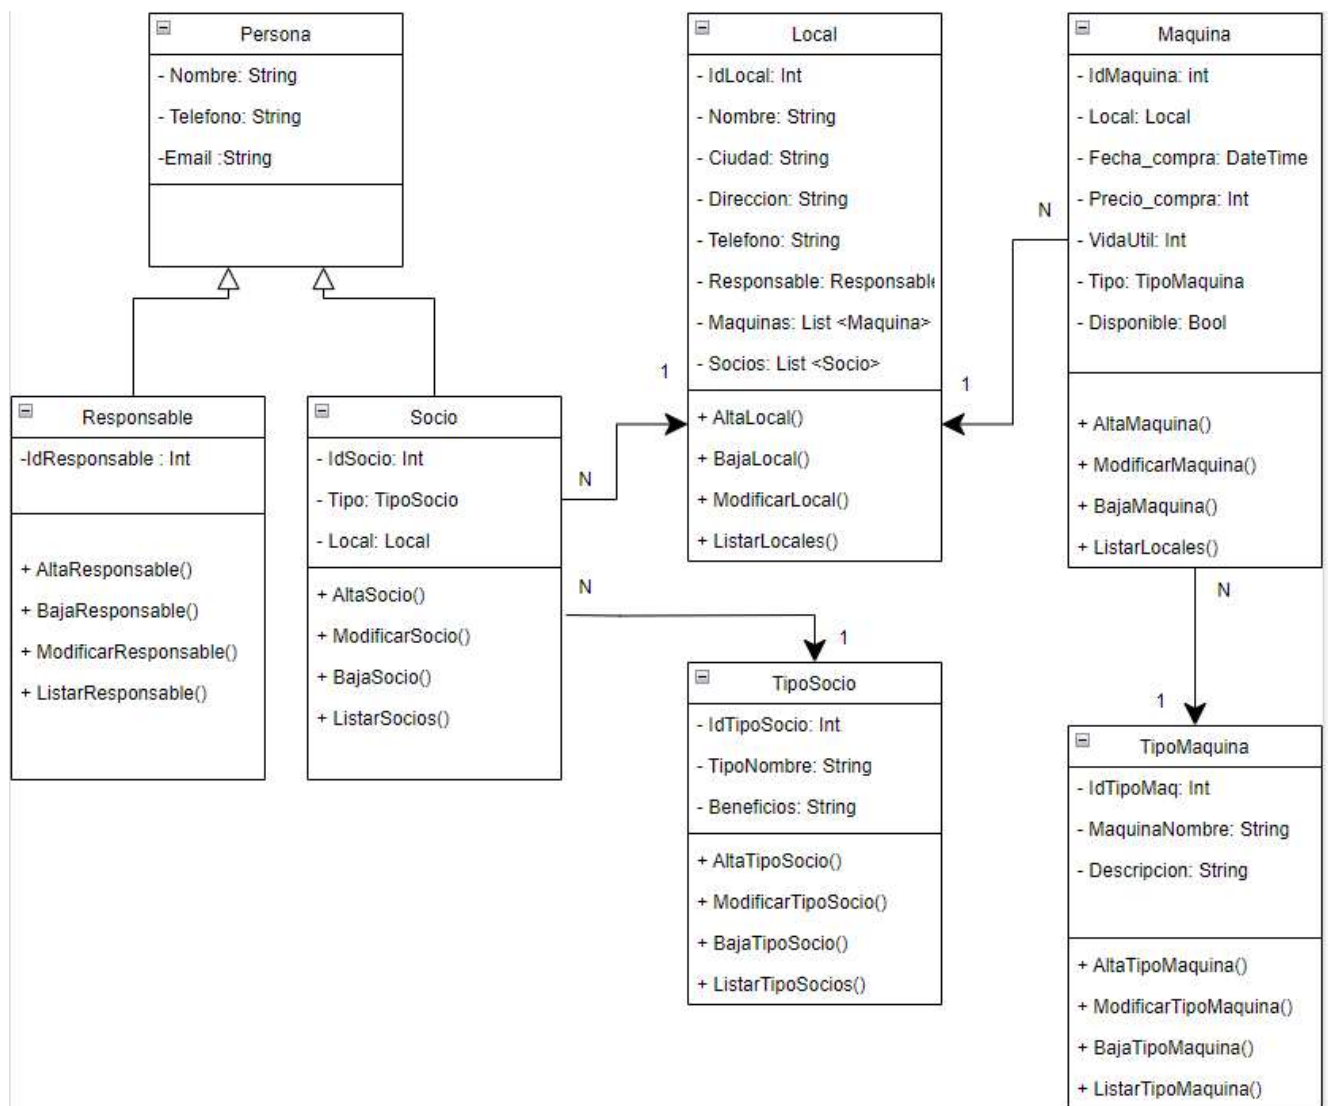 Persona
- Nombre: String
- Telefono: String
-Email :String
Local
- IdLocal: Int
- Nombre: String
- Ciudad: String
- Direccion: String
- Telefono: String
- Responsable: Responsable
- Maquinas: List <Maquina>
- Socios: List <Socio>
+ AltaLocal()
+ BajaLocal()
+ ModificarLocal()
+ ListarLocales()
Maquina
- IdMaquina: int
- Local: Local
- Fecha_compra: DateTime
- Precio_compra: Int
- VidaUtil: Int
- Tipo: TipoMaquina
- Disponible: Bool
+ AltaMaquina()
+ ModificarMaquina()
+ BajaMaquina()
+ ListarLocales()
N
1
1
Responsable
-IdResponsable : Int
+ AltaResponsable()
+ BajaResponsable()
+ ModificarResponsable()
+ ListarResponsable()
Socio
- IdSocio: Int
- Tipo: TipoSocio
- Local: Local
+ AltaSocio()
+ ModificarSocio()
+ BajaSocio()
+ ListarSocios()
N
N
1
TipoSocio
- IdTipoSocio: Int
- TipoNombre: String
- Beneficios: String
+ AltaTipoSocio()
+ ModificarTipoSocio()
+ BajaTipoSocio()
+ ListarTipoSocios()
N
1
TipoMaquina
- IdTipoMaq: Int
- MaquinaNombre: String
- Descripcion: String
+ AltaTipoMaquina()
+ ModificarTipoMaquina()
+ BajaTipoMaquina()
+ ListarTipoMaquina()